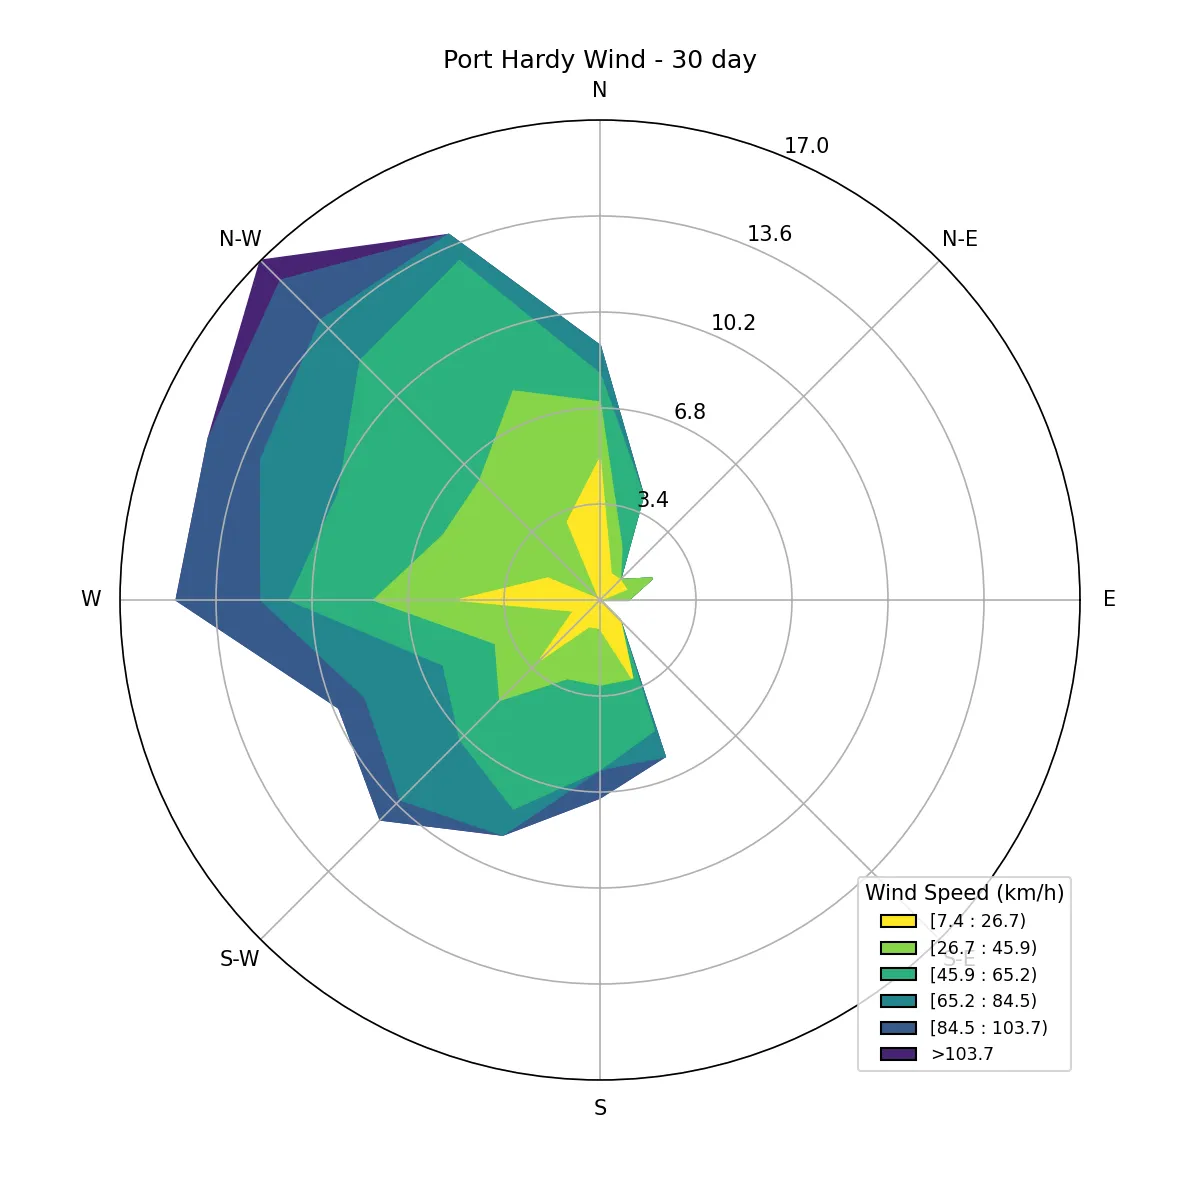 Port Hardy Wind - 30 day
N
17.0
N-W
13.6
N-E
10.2
6.8
3.4
W
E
S-W
S-E
S
Wind Speed (km/h)
[7.4 : 26.7)
[26.7 : 45.9)
[45.9 : 65.2)
[65.2 : 84.5)
[84.5 : 103.7)
>103.7